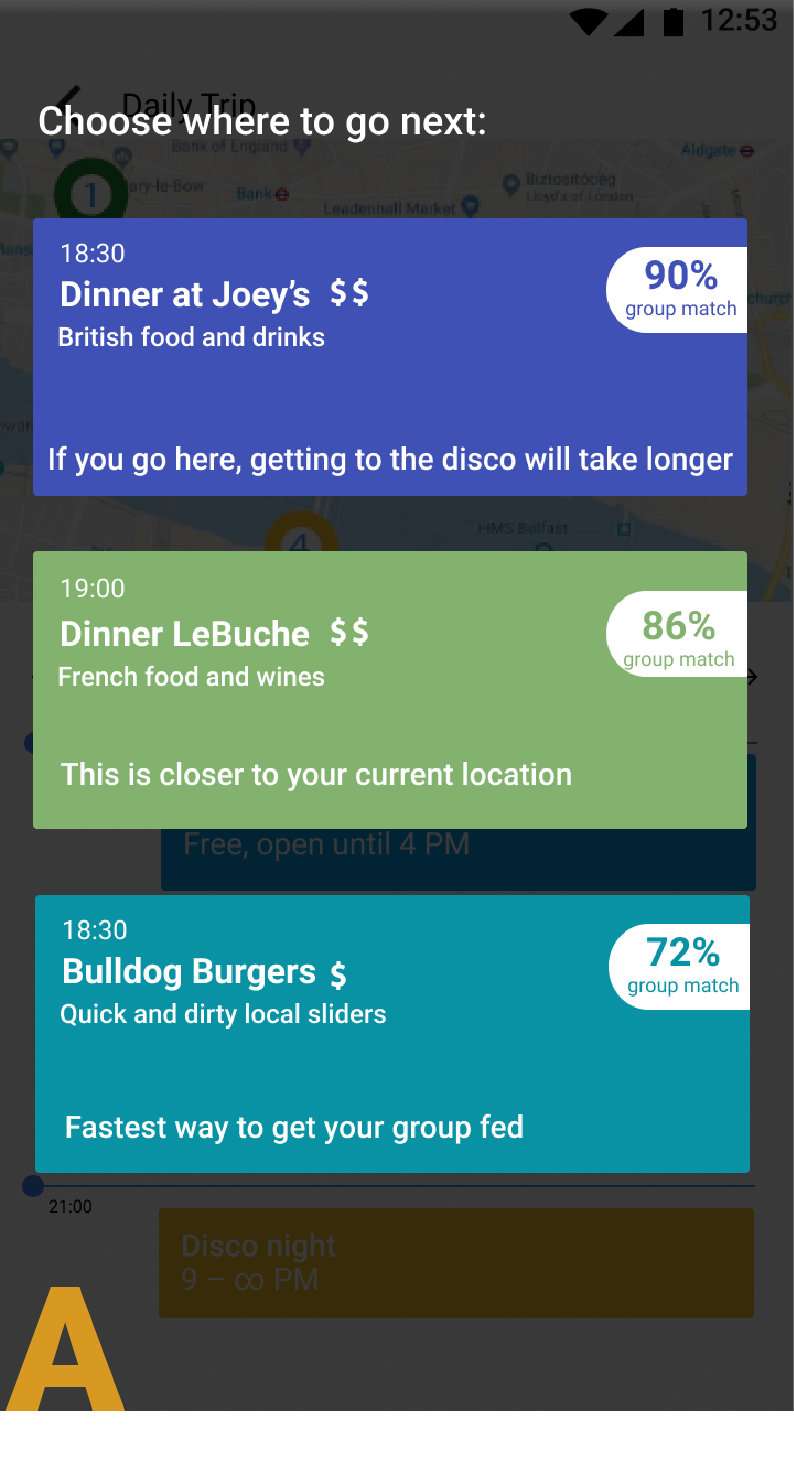 12:53
Daily Trip
Choose where to go next:
Bank of England
Aldgate
1
ary-le-Bow
Bank
Biztosítóceg
Lloyd's of London
Leadenhall Market
18:30
Dinner at Joey's $$
90%
group match
British food and drinks
church
If you go here, getting to the disco will take longer
HMS Belfast
4
19:00
Dinner LeBuche $$
86%
group match
French food and wines
This is closer to your current location
Free, open until 4 PM
18:30
Bulldog Burgers $
72%
group match
Quick and dirty local sliders
Fastest way to get your group fed
21:00
Disco night
9 – ∞ PM
A